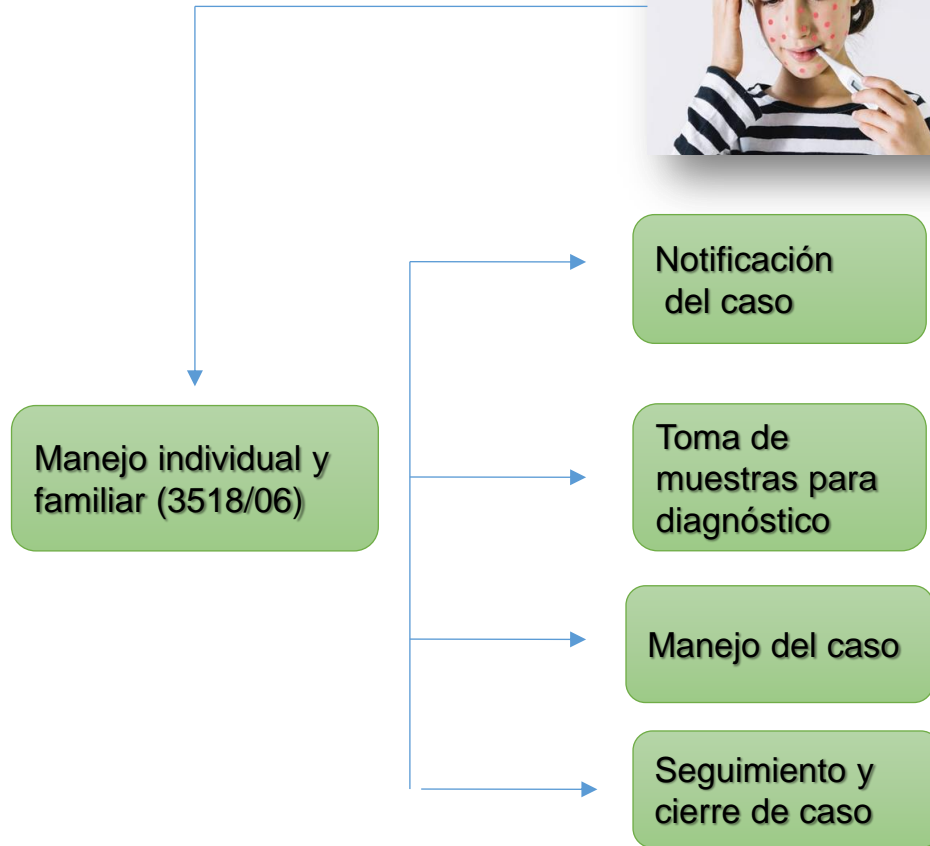 Notificación
del caso
Manejo individual y
familiar (3518/06)
Toma de
muestras para
diagnóstico
Manejo del caso
Seguimiento y
cierre de caso